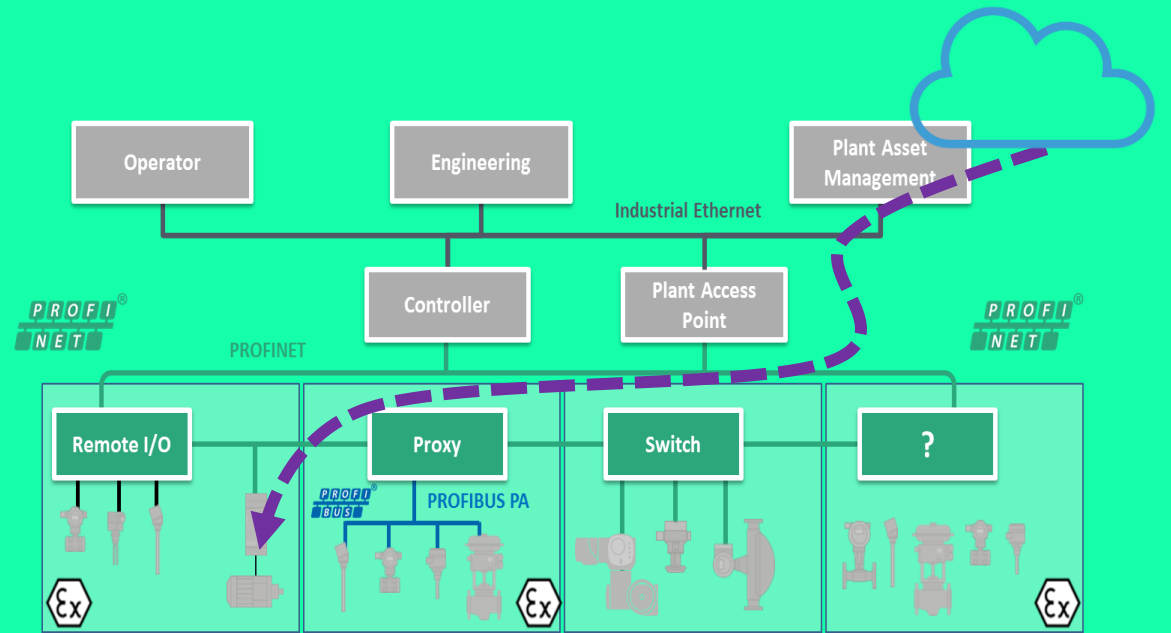 Operator
Engineering
Plant Asset
Management
Industrial Ethernet
Controller
Plant Access
Point
PROFI®
NET
PROFI®
NET
PROFINET
Remote I/O
Proxy
Switch
?
PROFI®
BUS
PROFIBUS PA
Ex
Ex
Ex